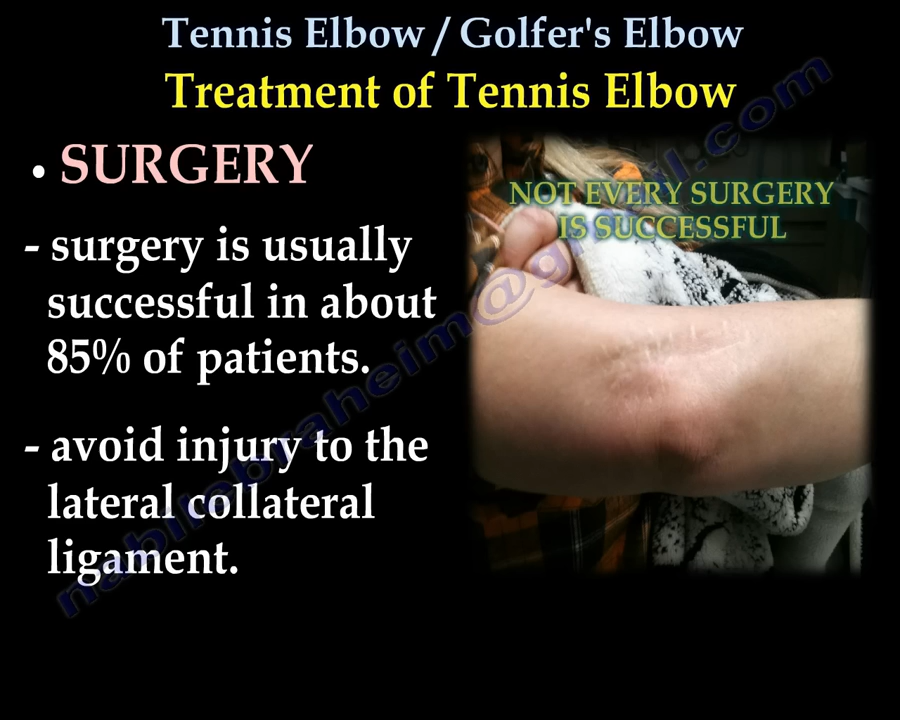 Tennis Elbow / Golfer's Elbow
Treatment of Tennis Elbow
• SURGERY
- surgery is usually
successful in about
85% of patients.
- avoid injury to the
lateral collateral
ligament.
NOT EVERY SURGERY
IS SUCCESSFUL